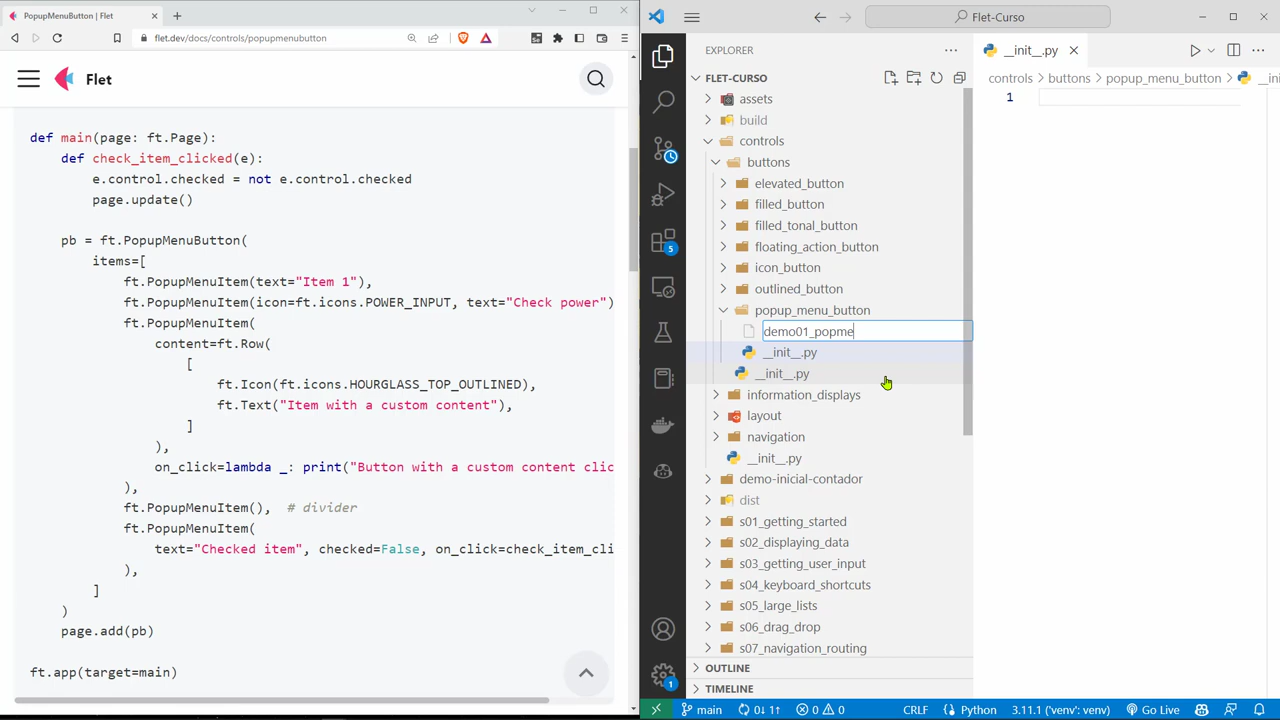 PopupMenuButton | Flet
flet.dev/docs/controls/popupmenubutton
Flet
def main(page: ft.Page):
    def check_item_clicked(e):
        e.control.checked = not e.control.checked
        page.update()
    pb = ft.PopupMenuButton(
        items=[
            ft.PopupMenuItem(text="Item 1"),
            ft.PopupMenuItem(icon=ft.icons.POWER_INPUT, text="Check power")
            ft.PopupMenuItem(
                content=ft.Row(
                    [
                        ft.Icon(ft.icons.HOURGLASS_TOP_OUTLINED),
                        ft.Text("Item with a custom content"),
                    ]
                ),
                on_click=lambda _: print("Button with a custom content clic
            ),
            ft.PopupMenuItem(),  # divider
            ft.PopupMenuItem(
                text="Checked item", checked=False, on_click=check_item_cli
            ),
        ]
    )
    page.add(pb)
ft.app(target=main)
Flet-Curso
EXPLORER
FLET-CURSO
assets
build
controls
buttons
elevated_button
filled_button
filled_tonal_button
floating_action_button
icon_button
outlined_button
popup_menu_button
demo01_popme
__init__.py
__init__.py
information_displays
layout
navigation
__init__.py
demo-inicial-contador
dist
s01_getting_started
s02_displaying_data
s03_getting_user_input
s04_keyboard_shortcuts
s05_large_lists
s06_drag_drop
s07_navigation_routing
OUTLINE
TIMELINE
5
1
__init__.py
controls > buttons > popup_menu_button > __in
1
main 0↓ 1↑ 0 0 CRLF Python 3.11.1 ('venv': venv) Go Live